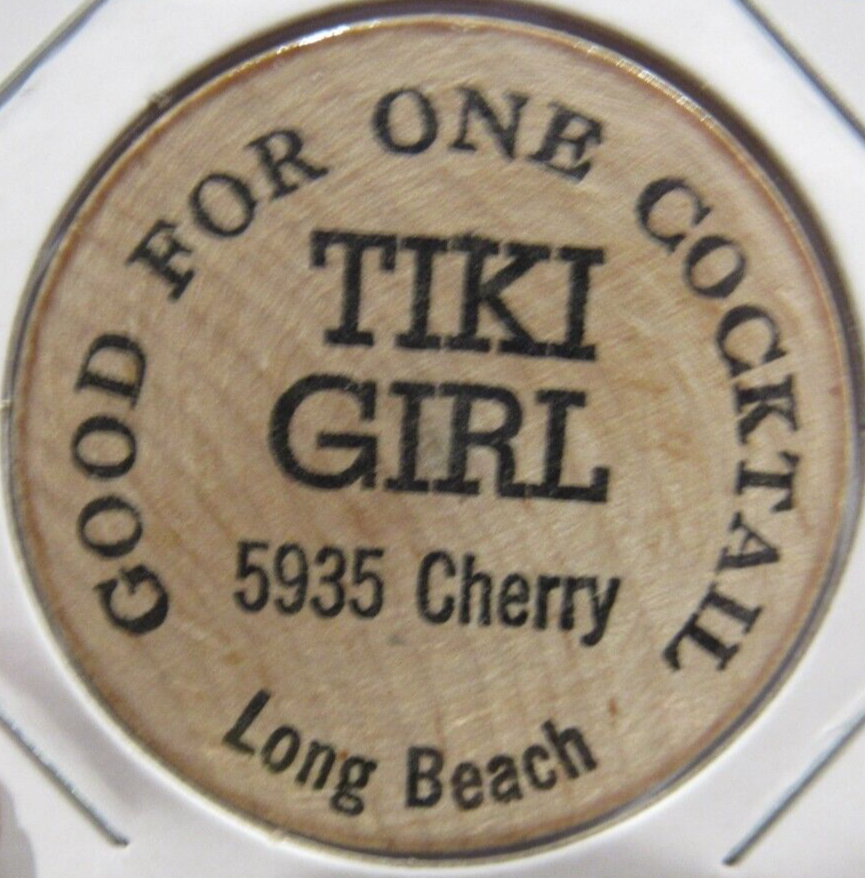 GOOD FOR ONE COCKTAIL
TIKI
GIRL
5935 Cherry
Long Beach